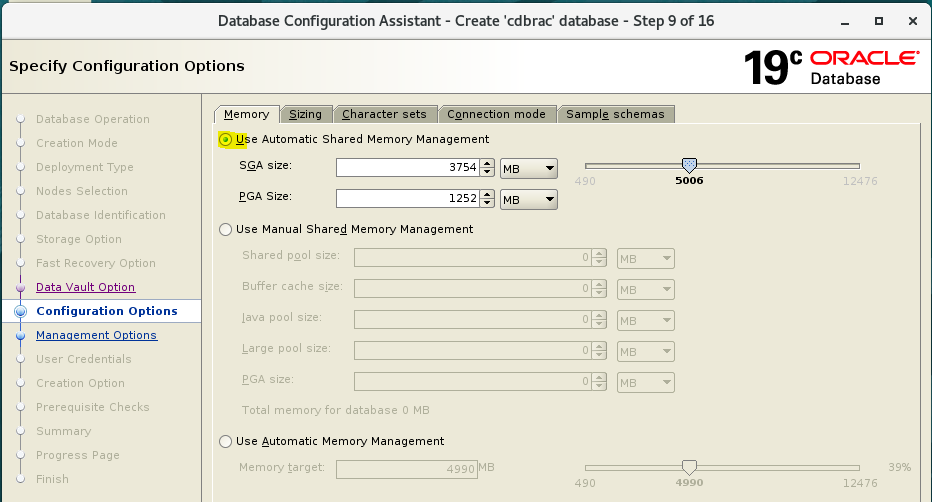 Database Configuration Assistant - Create 'cdbrac' database - Step 9 of 16
Specify Configuration Options
19c ORACLE
Database
Database Operation
Creation Mode
Deployment Type
Nodes Selection
Database Identification
Storage Option
Fast Recovery Option
Data Vault Option
Configuration Options
Management Options
User Credentials
Creation Option
Prerequisite Checks
Summary
Progress Page
Finish
Memory Sizing Character sets Connection mode Sample schemas
Use Automatic Shared Memory Management
SGA size: 3754 MB
490 5006 12476
PGA Size: 1252 MB
Use Manual Shared Memory Management
Shared pool size: 0 MB
Buffer cache size: 0 MB
Java pool size: 0 MB
Large pool size: 0 MB
PGA size: 0 MB
Total memory for database 0 MB
Use Automatic Memory Management
Memory target: 4990 MB 39%
490 4990 12476